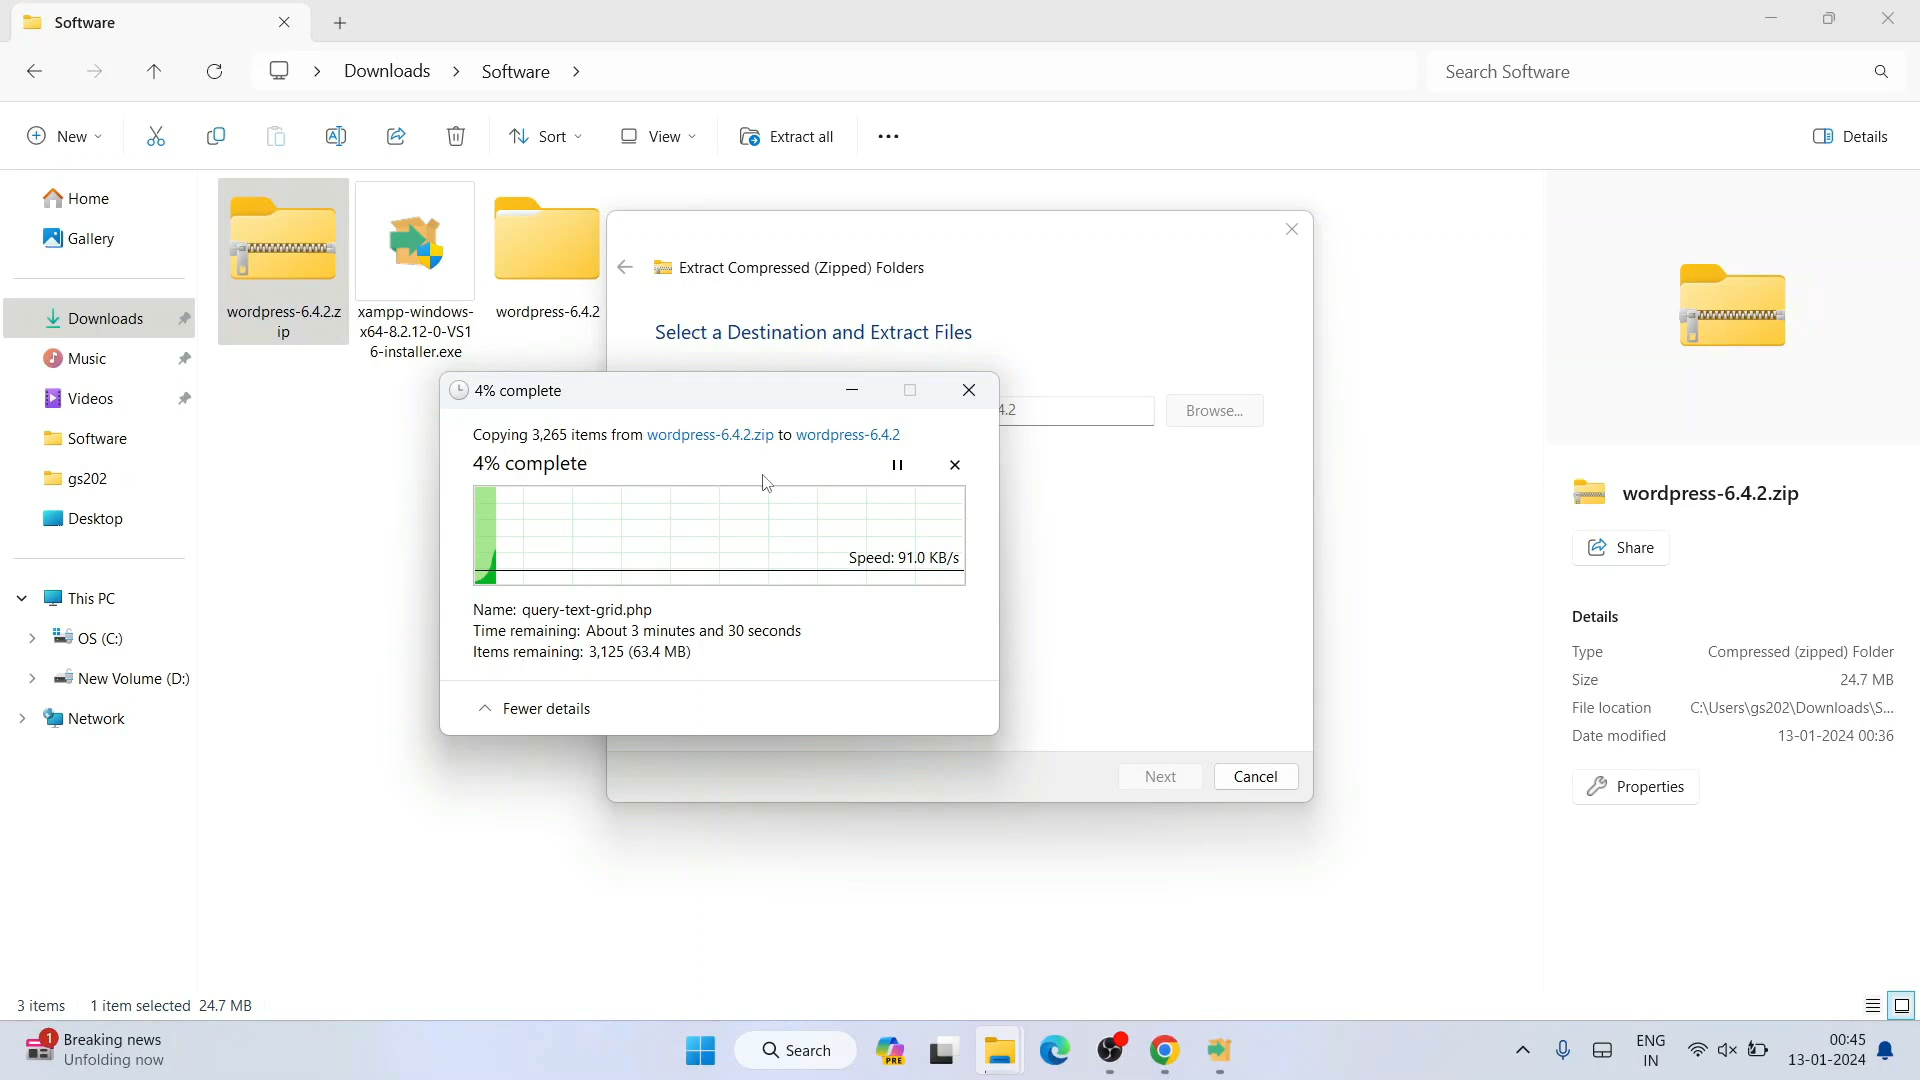 Software
Downloads
Software
Search Software
New
Sort
View
Extract all
Details
Home
Gallery
Downloads
Music
Videos
Software
gs202
Desktop
This PC
OS (C:)
New Volume (D:)
Network
wordpress-6.4.2.z
ip
xampp-windows-
x64-8.2.12-0-VS1
6-installer.exe
wordpress-6.4.2
Extract Compressed (Zipped) Folders
Select a Destination and Extract Files
4.2
Browse...
Next
Cancel
4% complete
Copying 3,265 items from wordpress-6.4.2.zip to wordpress-6.4.2
4% complete
Speed: 91.0 KB/s
Name: query-text-grid.php
Time remaining: About 3 minutes and 30 seconds
Items remaining: 3,125 (63.4 MB)
Fewer details
wordpress-6.4.2.zip
Share
Details
Type Compressed (zipped) Folder
Size 24.7 MB
File location C:\Users\gs202\Downloads\S...
Date modified 13-01-2024 00:36
Properties
3 items 1 item selected 24.7 MB
1
Breaking news
Unfolding now
Search
PRE
ENG
IN
00:45
13-01-2024